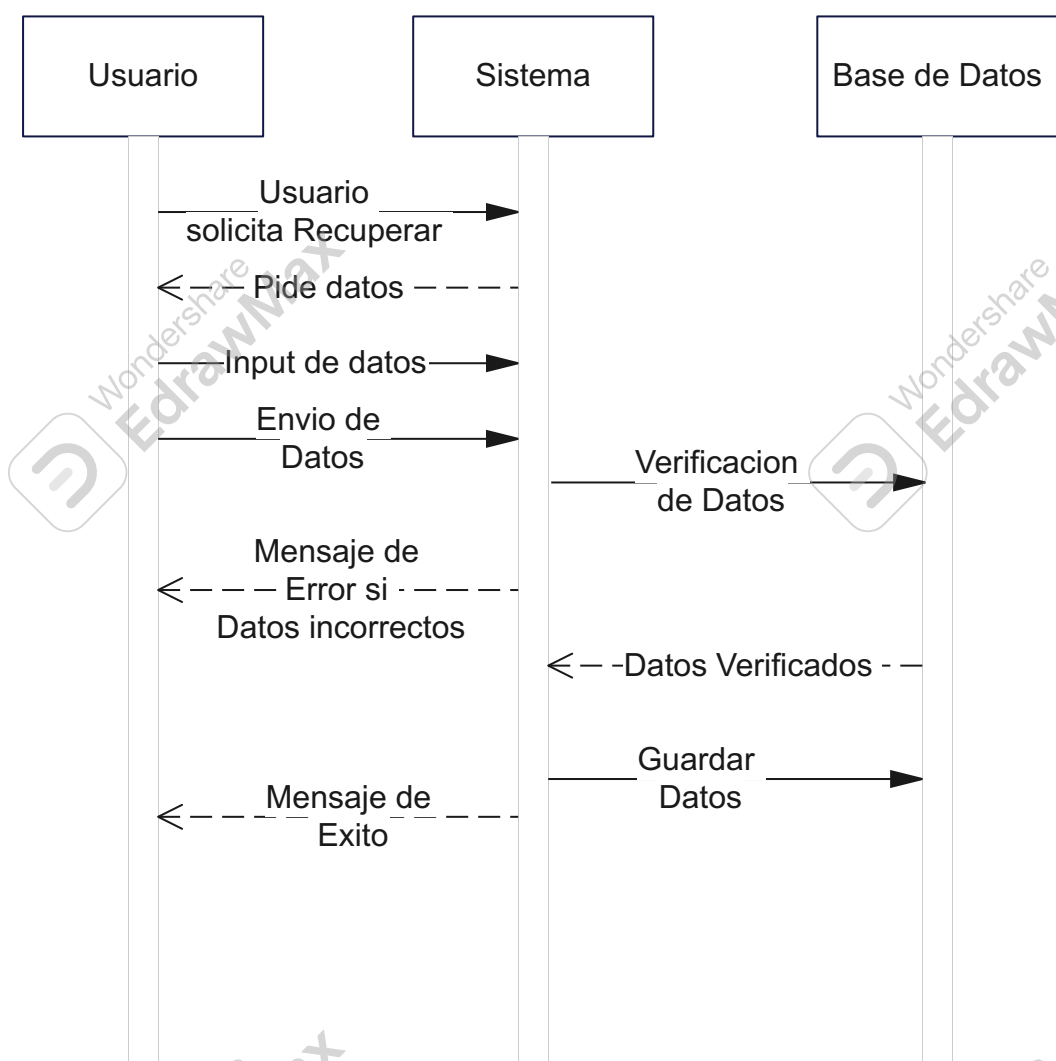 Usuario
Sistema
Base de Datos
Usuario
solicita Recuperar
Pide datos
Input de datos
Envio de
Datos
Verificacion
de Datos
Mensaje de
Error si
Datos incorrectos
Datos Verificados
Guardar
Datos
Mensaje de
Exito
Wondershare
EdrawMax
Wondershare